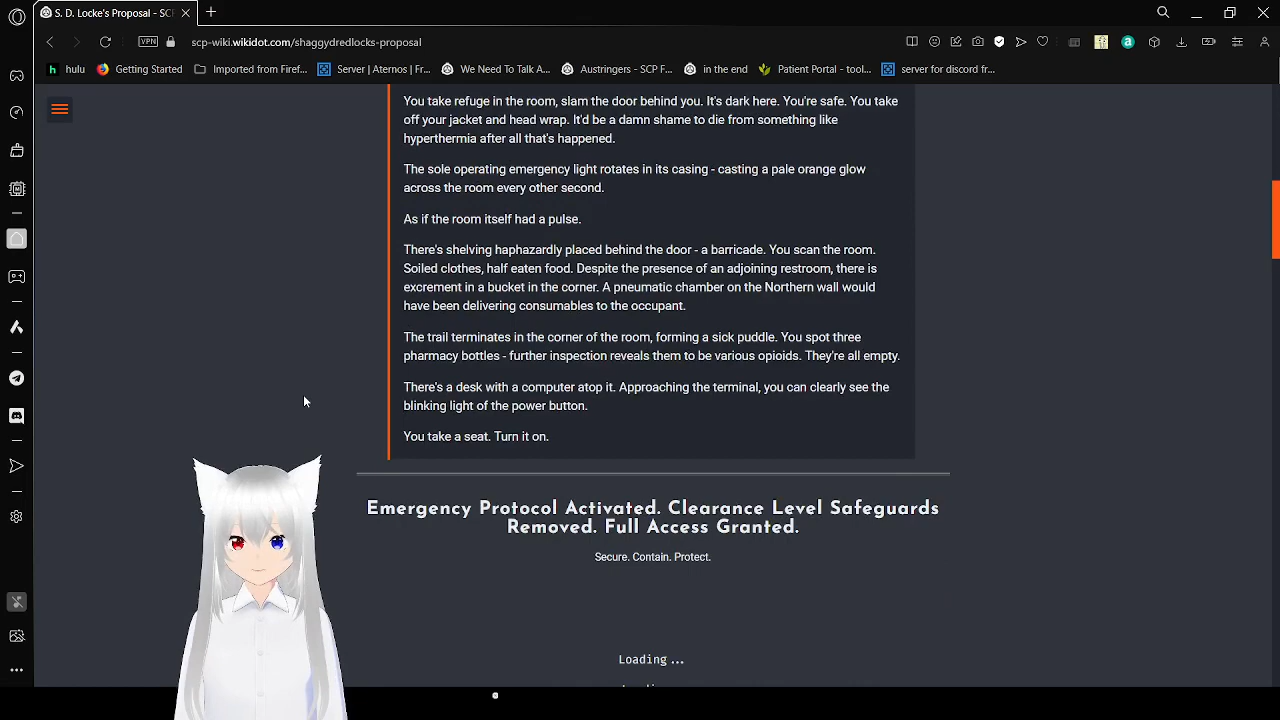 S. D. Locke's Proposal - SCP
scp-wiki.wikidot.com/shaggydredlocks-proposal
VPN
hulu
Getting Started
Imported from Firef...
Server | Aternos | Fr...
We Need To Talk A...
Austringers - SCP F...
in the end
Patient Portal - tool...
server for discord fr...
You take refuge in the room, slam the door behind you. It's dark here. You're safe. You take
off your jacket and head wrap. It'd be a damn shame to die from something like
hyperthermia after all that's happened.
The sole operating emergency light rotates in its casing - casting a pale orange glow
across the room every other second.
As if the room itself had a pulse.
There's shelving haphazardly placed behind the door - a barricade. You scan the room.
Soiled clothes, half eaten food. Despite the presence of an adjoining restroom, there is
excrement in a bucket in the corner. A pneumatic chamber on the Northern wall would
have been delivering consumables to the occupant.
The trail terminates in the corner of the room, forming a sick puddle. You spot three
pharmacy bottles - further inspection reveals them to be various opioids. They're all empty.
There's a desk with a computer atop it. Approaching the terminal, you can clearly see the
blinking light of the power button.
You take a seat. Turn it on.
Emergency Protocol Activated. Clearance Level Safeguards
Removed. Full Access Granted.
Secure. Contain. Protect.
Loading ...